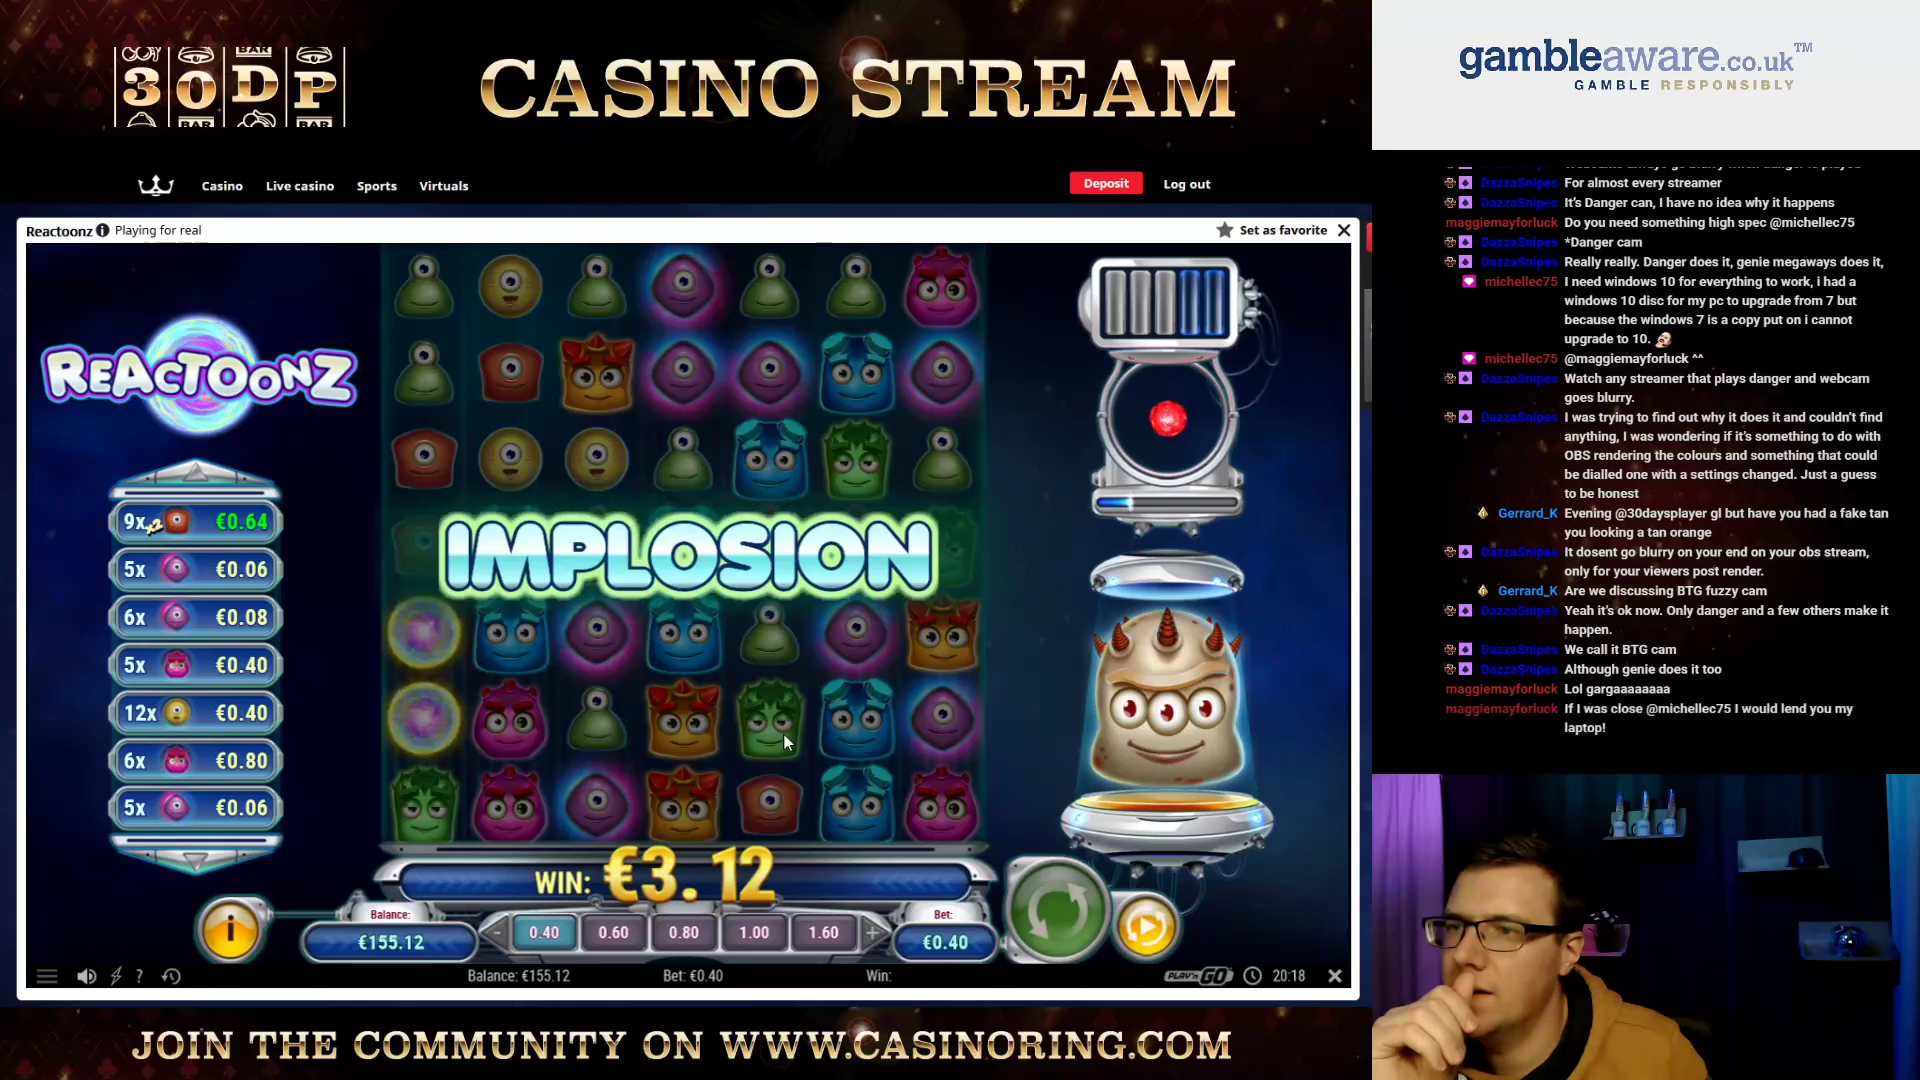 30DP
CASINO STREAM
gambleaware.co.uk™
GAMBLE RESPONSIBLY
Casino
Live casino
Sports
Virtuals
Deposit
Log out
Reactoonz
Playing for real
Set as favorite
REACTOONZ
9x x2 €0.64
5x €0.06
6x €0.08
5x €0.40
12x €0.40
6x €0.80
5x €0.06
IMPLOSION
WIN: €3.12
Balance:
€155.12
- 0.40 0.60 0.80 1.00 1.60 +
Bet:
€0.40
Balance: €155.12
Bet: €0.40
Win:
PLAY'n GO
20:18
DazzaSnipes For almost every streamer
DazzaSnipes It's Danger can, I have no idea why it happens
maggiemayforluck Do you need something high spec @michellec75
DazzaSnipes *Danger cam
DazzaSnipes Really really. Danger does it, genie megaways does it,
michellec75 I need windows 10 for everything to work, i had a
windows 10 disc for my pc to upgrade from 7 but
because the windows 7 is a copy put on i cannot
upgrade to 10.
michellec75 @maggiemayforluck ^^
DazzaSnipes Watch any streamer that plays danger and webcam
goes blurry.
DazzaSnipes I was trying to find out why it does it and couldn't find
anything, I was wondering if it's something to do with
OBS rendering the colours and something that could
be dialled one with a settings changed. Just a guess
to be honest
Gerrard_K Evening @30daysplayer gl but have you had a fake tan
you looking a tan orange
DazzaSnipes It dosent go blurry on your end on your obs stream,
only for your viewers post render.
Gerrard_K Are we discussing BTG fuzzy cam
DazzaSnipes Yeah it's ok now. Only danger and a few others make it
happen.
DazzaSnipes We call it BTG cam
DazzaSnipes Although genie does it too
maggiemayforluck Lol gargaaaaaaaa
maggiemayforluck If I was close @michellec75 I would lend you my
laptop!
JOIN THE COMMUNITY ON WWW.CASINORING.COM